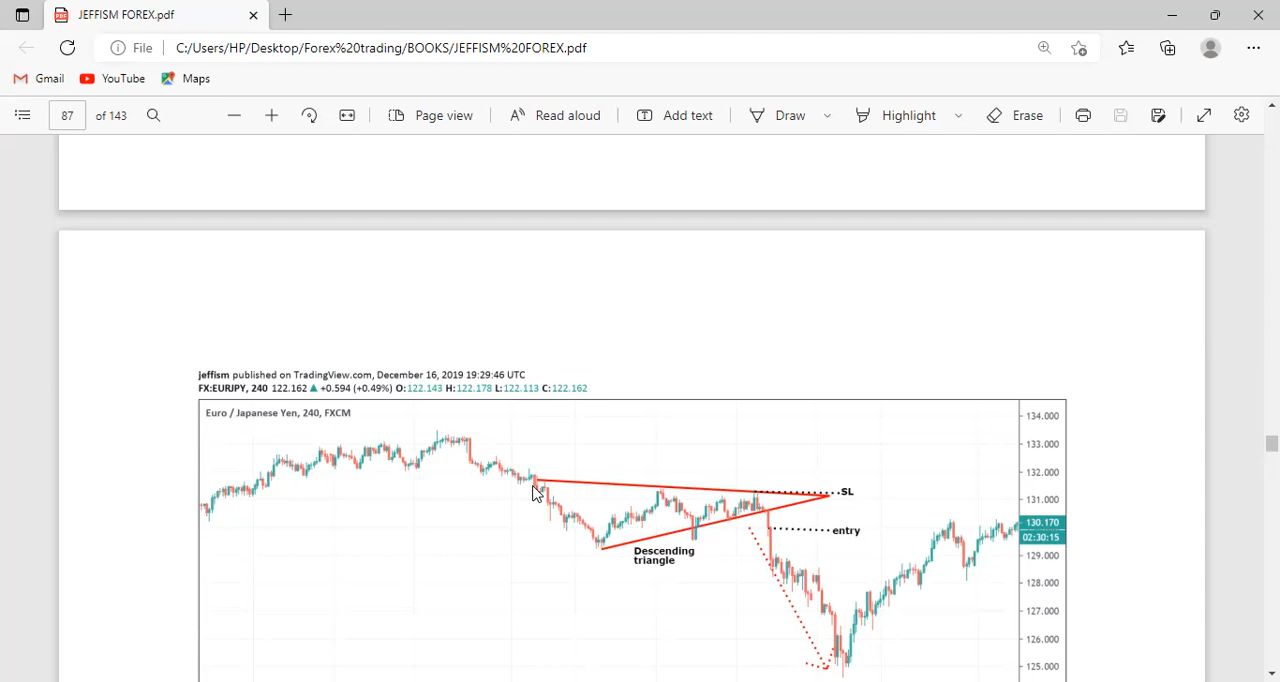 JEFFISM FOREX.pdf
File C:/Users/HP/Desktop/Forex%20trading/BOOKS/JEFFISM%20FOREX.pdf
Gmail YouTube Maps
87 of 143 Page view Read aloud Add text Draw Highlight Erase
jeffism published on TradingView.com, December 16, 2019 19:29:46 UTC
FX:EURJPY, 240 122.162 ▲ +0.594 (+0.49%) O:122.143 H:122.178 L:122.113 C:122.162
Euro / Japanese Yen, 240, FXCM
134.000
133.000
132.000
SL
131.000
130.170
entry
02:30:15
Descending
triangle
129.000
128.000
127.000
126.000
125.000